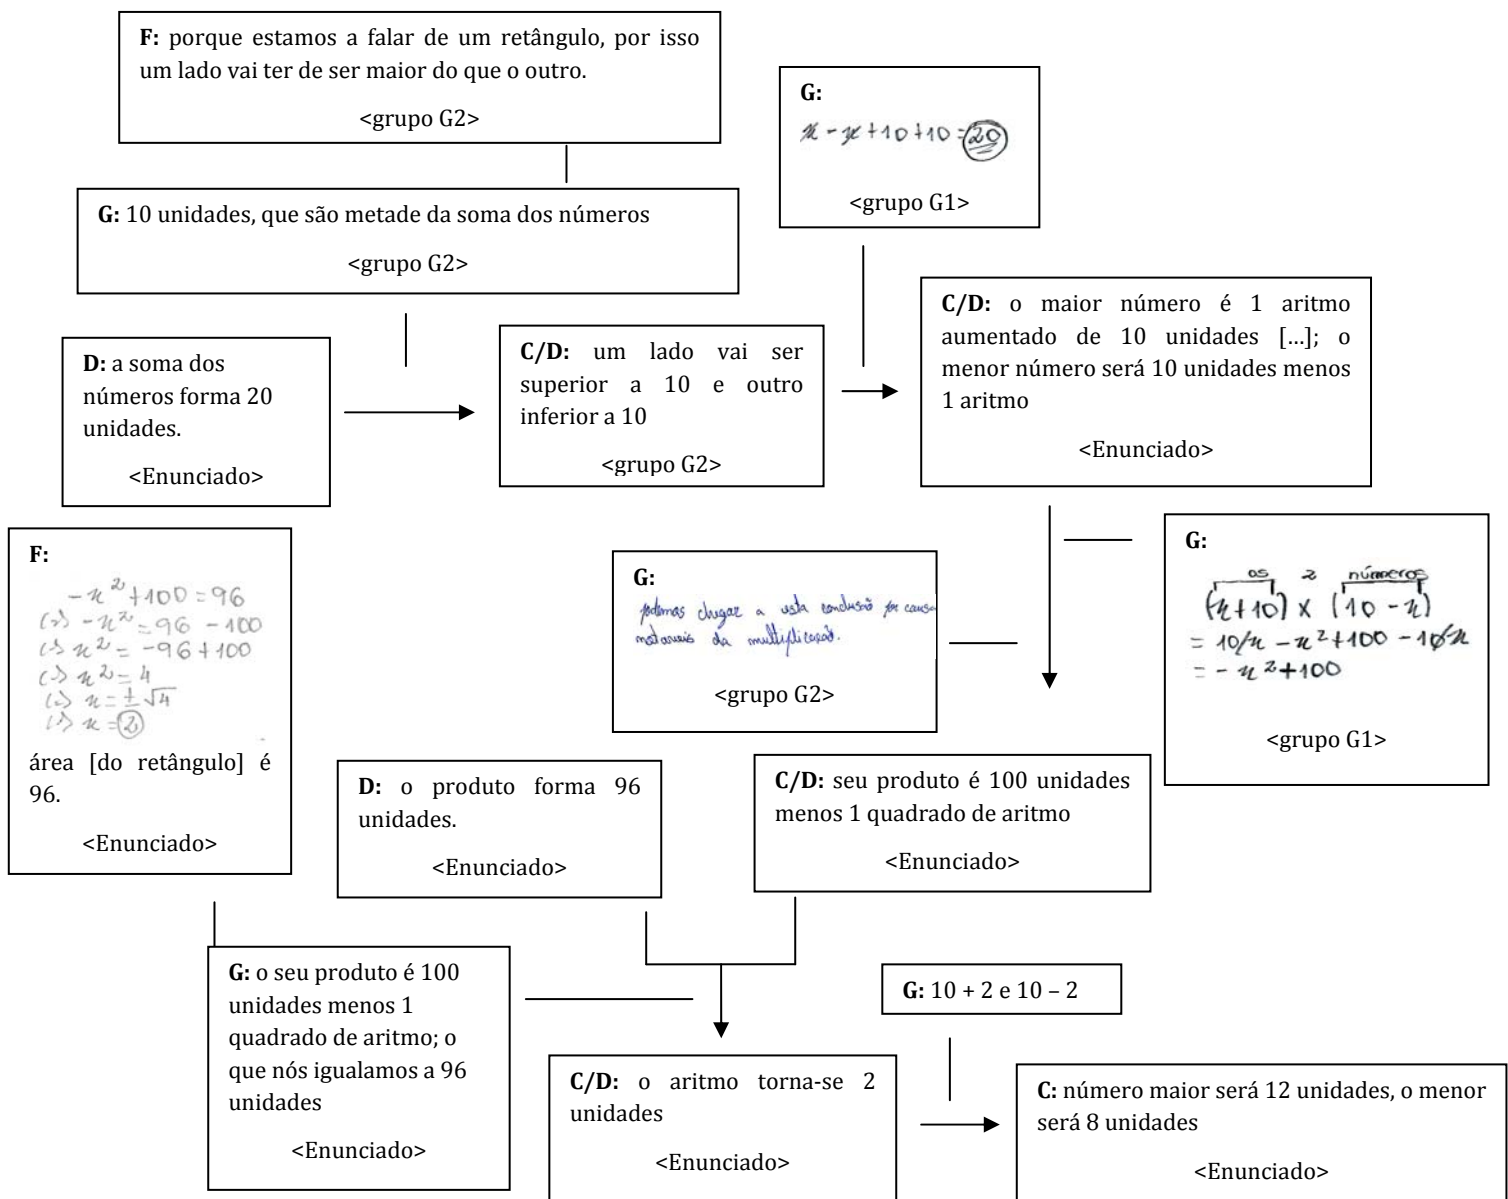 F: porque estamos a falar de um retângulo, por isso
um lado vai ter de ser maior do que o outro.
<grupo G2>
G:
x - x + 10 + 10 = 20
<grupo G1>
G: 10 unidades, que são metade da soma dos números
<grupo G2>
D: a soma dos
números forma 20
unidades.
<Enunciado>
C/D: um lado vai ser
superior a 10 e outro
inferior a 10
<grupo G2>
C/D: o maior número é 1 aritmo
aumentado de 10 unidades [...]; o
menor número será 10 unidades menos
1 aritmo
<Enunciado>
F:
-x² + 100 = 96
(=) -x² = 96 - 100
(=) x² = -96 + 100
(=) x² = 4
(=) x = ±√4
(=) x = 2
área [do retângulo] é
96.
<Enunciado>
G:
podemos chegar a esta conclusão por causa
da multiplicação.
<grupo G2>
G:
os 2 números
(x+10) x (10 - x)
= 10x - x² + 100 - 10x
= - x² + 100
<grupo G1>
D: o produto forma 96
unidades.
<Enunciado>
C/D: seu produto é 100 unidades
menos 1 quadrado de aritmo
<Enunciado>
G: o seu produto é 100
unidades menos 1
quadrado de aritmo; o
que nós igualamos a 96
unidades
<Enunciado>
G: 10 + 2 e 10 – 2
C/D: o aritmo torna-se 2
unidades
<Enunciado>
C: número maior será 12 unidades, o menor
será 8 unidades
<Enunciado>